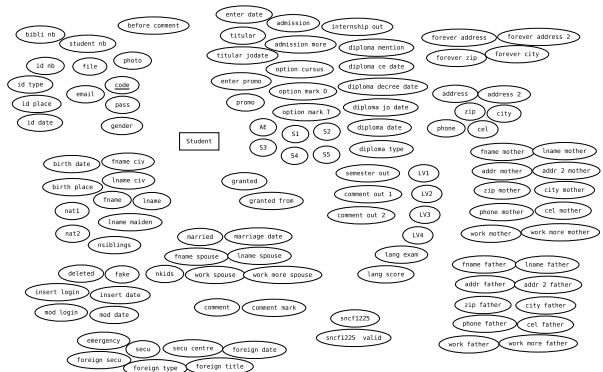 before comment
bibli nb
student nb
id nb
file
photo
id type
email
code
id place
pass
id date
gender
enter date
admission
internship out
titular
admission more
diploma mention
titular jodate
option cursus
diploma ce date
enter promo
option mark O
diploma decree date
promo
option mark T
diploma jo date
AE
S1
S2
diploma date
S3
S4
S5
diploma type
forever address
forever address 2
forever zip
forever city
address
address 2
zip
city
phone
cel
Student
birth date
fname civ
birth place
lname civ
fname
lname
nat1
lname maiden
nat2
nsiblings
granted
granted from
semester out
LV1
comment out 1
LV2
comment out 2
LV3
LV4
lang exam
lang score
fname mother
lname mother
addr mother
addr 2 mother
zip mother
city mother
phone mother
cel mother
work mother
work more mother
married
marriage date
fname spouse
lname spouse
nkids
work spouse
work more spouse
deleted
fake
insert login
insert date
mod login
mod date
comment
comment mark
sncf1225
sncf1225 valid
fname father
lname father
addr father
addr 2 father
zip father
city father
phone father
cel father
work father
work more father
emergency
secu
secu centre
foreign date
foreign secu
foreign type
foreign title